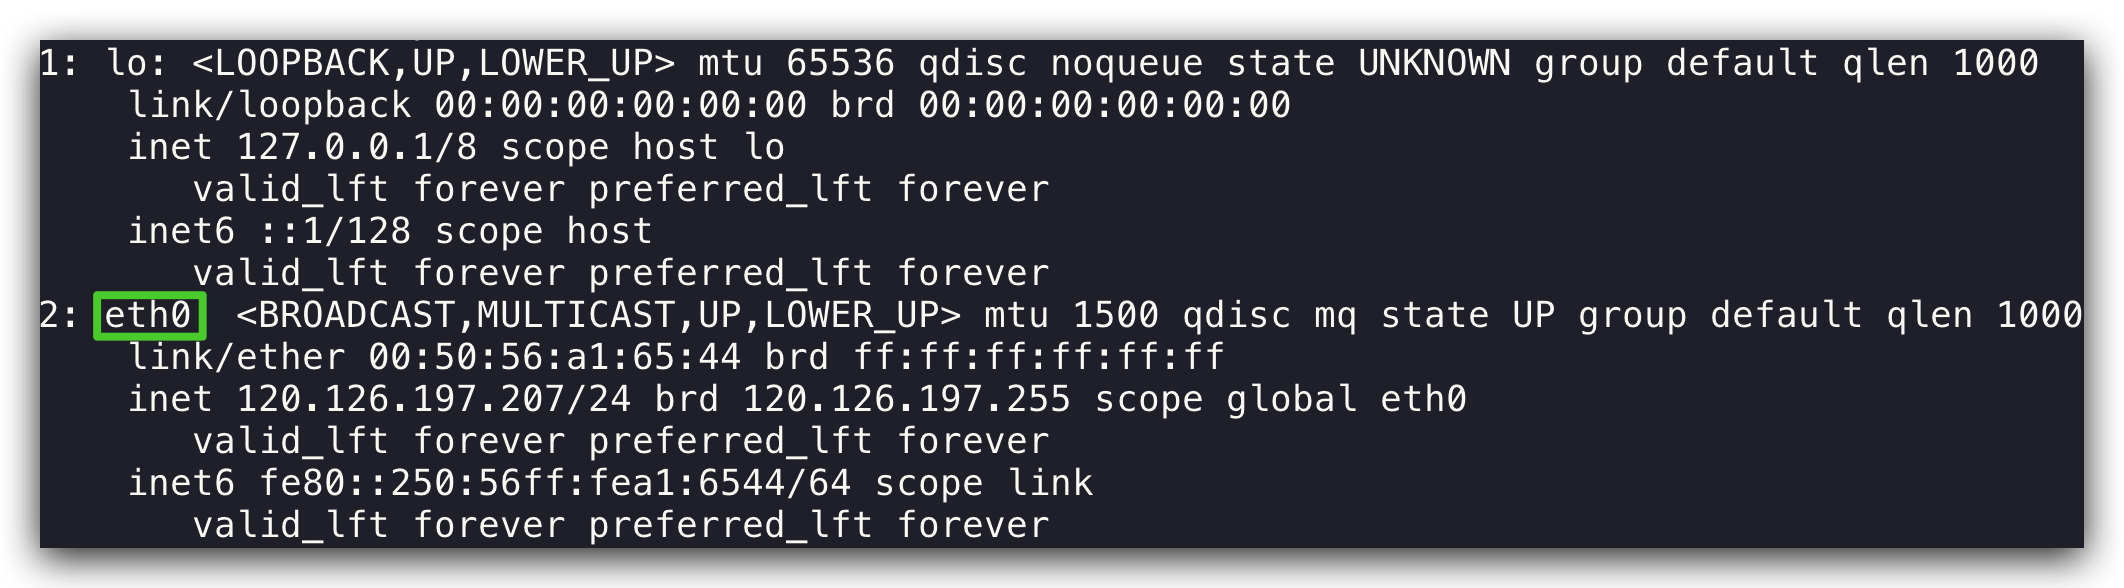 1: lo: <LOOPBACK,UP,LOWER_UP> mtu 65536 qdisc noqueue state UNKNOWN group default qlen 1000
link/loopback 00:00:00:00:00:00 brd 00:00:00:00:00:00
inet 127.0.0.1/8 scope host lo
valid_lft forever preferred_lft forever
inet6 ::1/128 scope host
valid_lft forever preferred_lft forever
2: eth0 <BROADCAST,MULTICAST,UP,LOWER_UP> mtu 1500 qdisc mq state UP group default qlen 1000
link/ether 00:50:56:a1:65:44 brd ff:ff:ff:ff:ff:ff
inet 120.126.197.207/24 brd 120.126.197.255 scope global eth0
valid_lft forever preferred_lft forever
inet6 fe80::250:56ff:fea1:6544/64 scope link
valid_lft forever preferred_lft forever